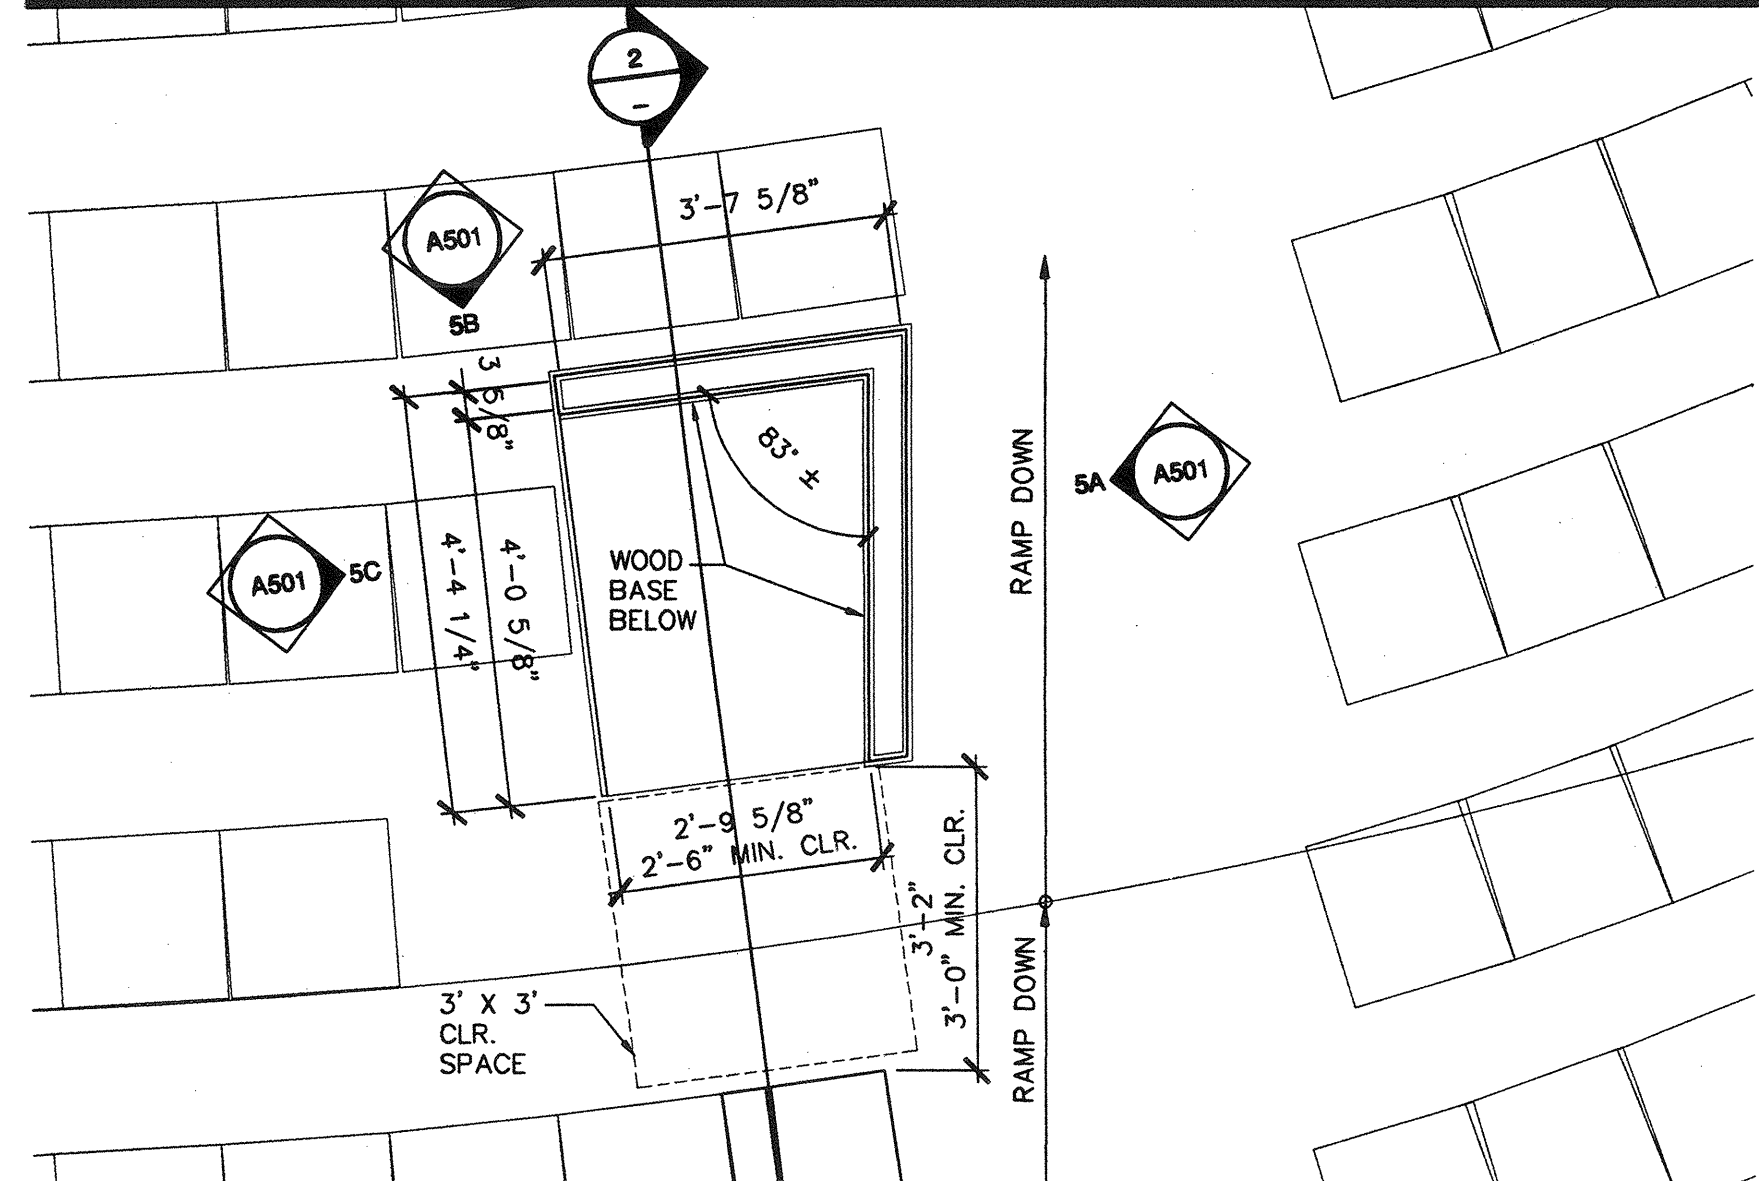 2
–
3'-7 5/8"
A501
5B
3 5/8"
83° ±
RAMP DOWN
5A
A501
A501
5C
4'-4 1/4"
4'-0 5/8"
WOOD
BASE
BELOW
2'-9 5/8"
2'-6" MIN. CLR.
3'-2"
3'-0" MIN. CLR.
RAMP DOWN
3' X 3'
CLR.
SPACE